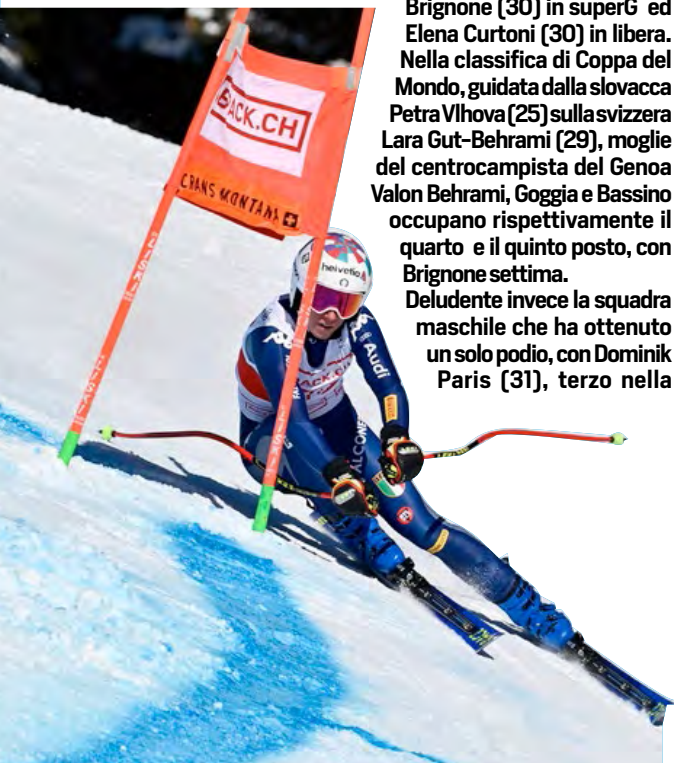 Brignone (30) in superG ed
Elena Curtoni (30) in libera.
Nella classifica di Coppa del
Mondo, guidata dalla slovacca
Petra Vlhova (25) sulla svizzera
Lara Gut-Behrami (29), moglie
del centrocampista del Genoa
Valon Behrami, Goggia e Bassino
occupano rispettivamente il
quarto e il quinto posto, con
Brignone settima.
Deludente invece la squadra
maschile che ha ottenuto
un solo podio, con Dominik
Paris (31), terzo nella
ACK.CH
CRANS MONTANA
helvetia
Audi